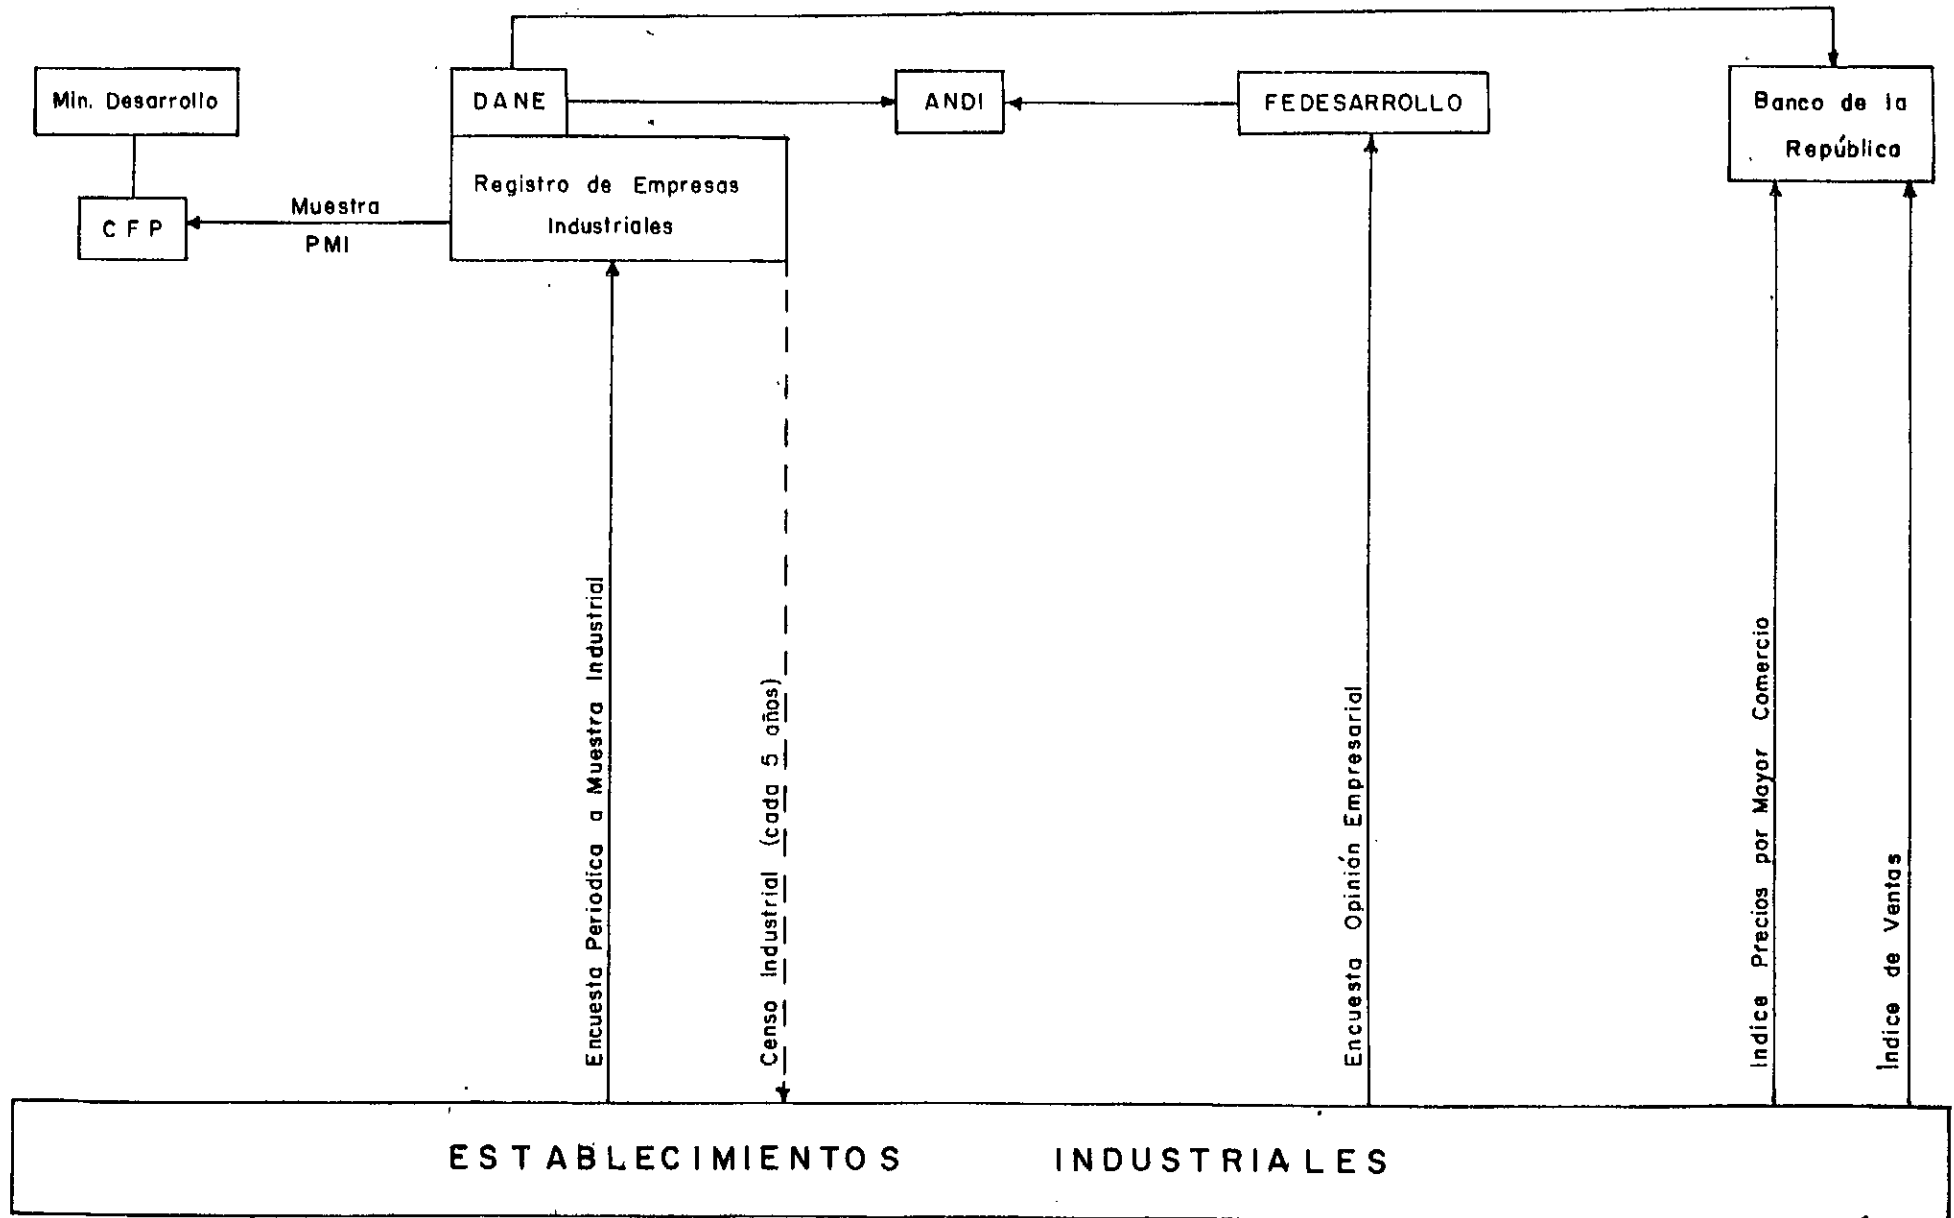 Min. Desarrollo
DANE
ANDI
FEDESARROLLO
Banco de la
República
Registro de Empresas
Industriales
C F P
Muestra
PMI
Encuesta Periodica a Muestra Industrial
Censo Industrial (cada 5 años)
Encuesta Opinión Empresarial
Indice Precios por Mayor Comercio
Indice de Ventas
ESTABLECIMIENTOS INDUSTRIALES